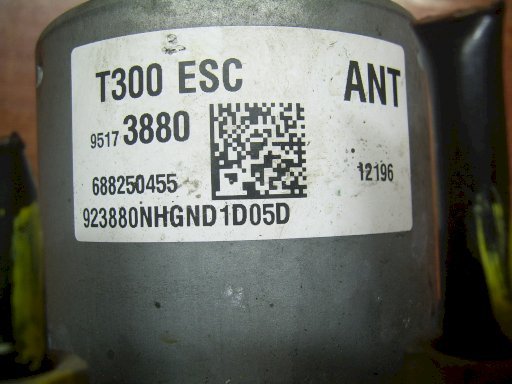 T300 ESC ANT
9517 3880
688250455 12196
923880NHGND1D05D